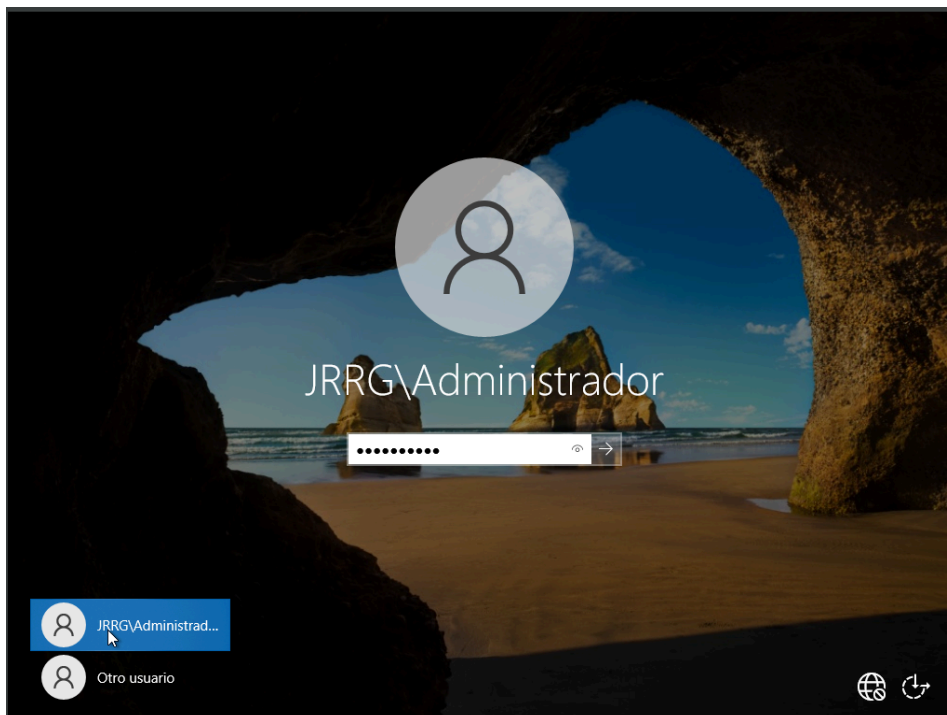 JRRG\Administrador
••••••••••
JRRG\Administrad...
Otro usuario